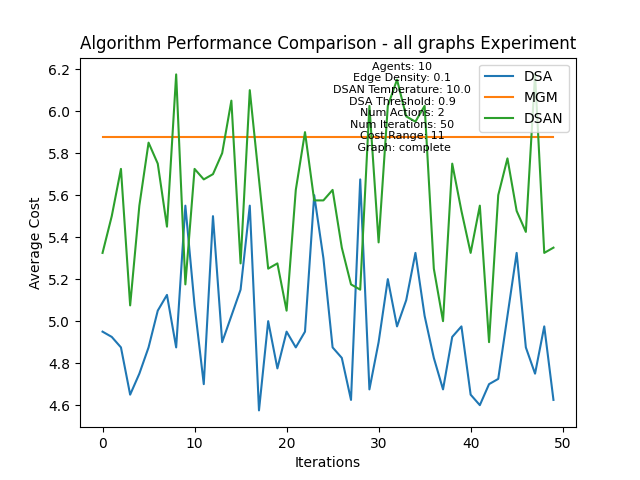 Algorithm Performance Comparison - all graphs Experiment
Agents: 10
Edge Density: 0.1
DSAN Temperature: 10.0
DSA Threshold: 0.9
Num Actions: 2
Num Iterations: 50
Cost Range: 11
Graph: complete
DSA
MGM
DSAN
Average Cost
6.2
6.0
5.8
5.6
5.4
5.2
5.0
4.8
4.6
0
10
20
30
40
50
Iterations